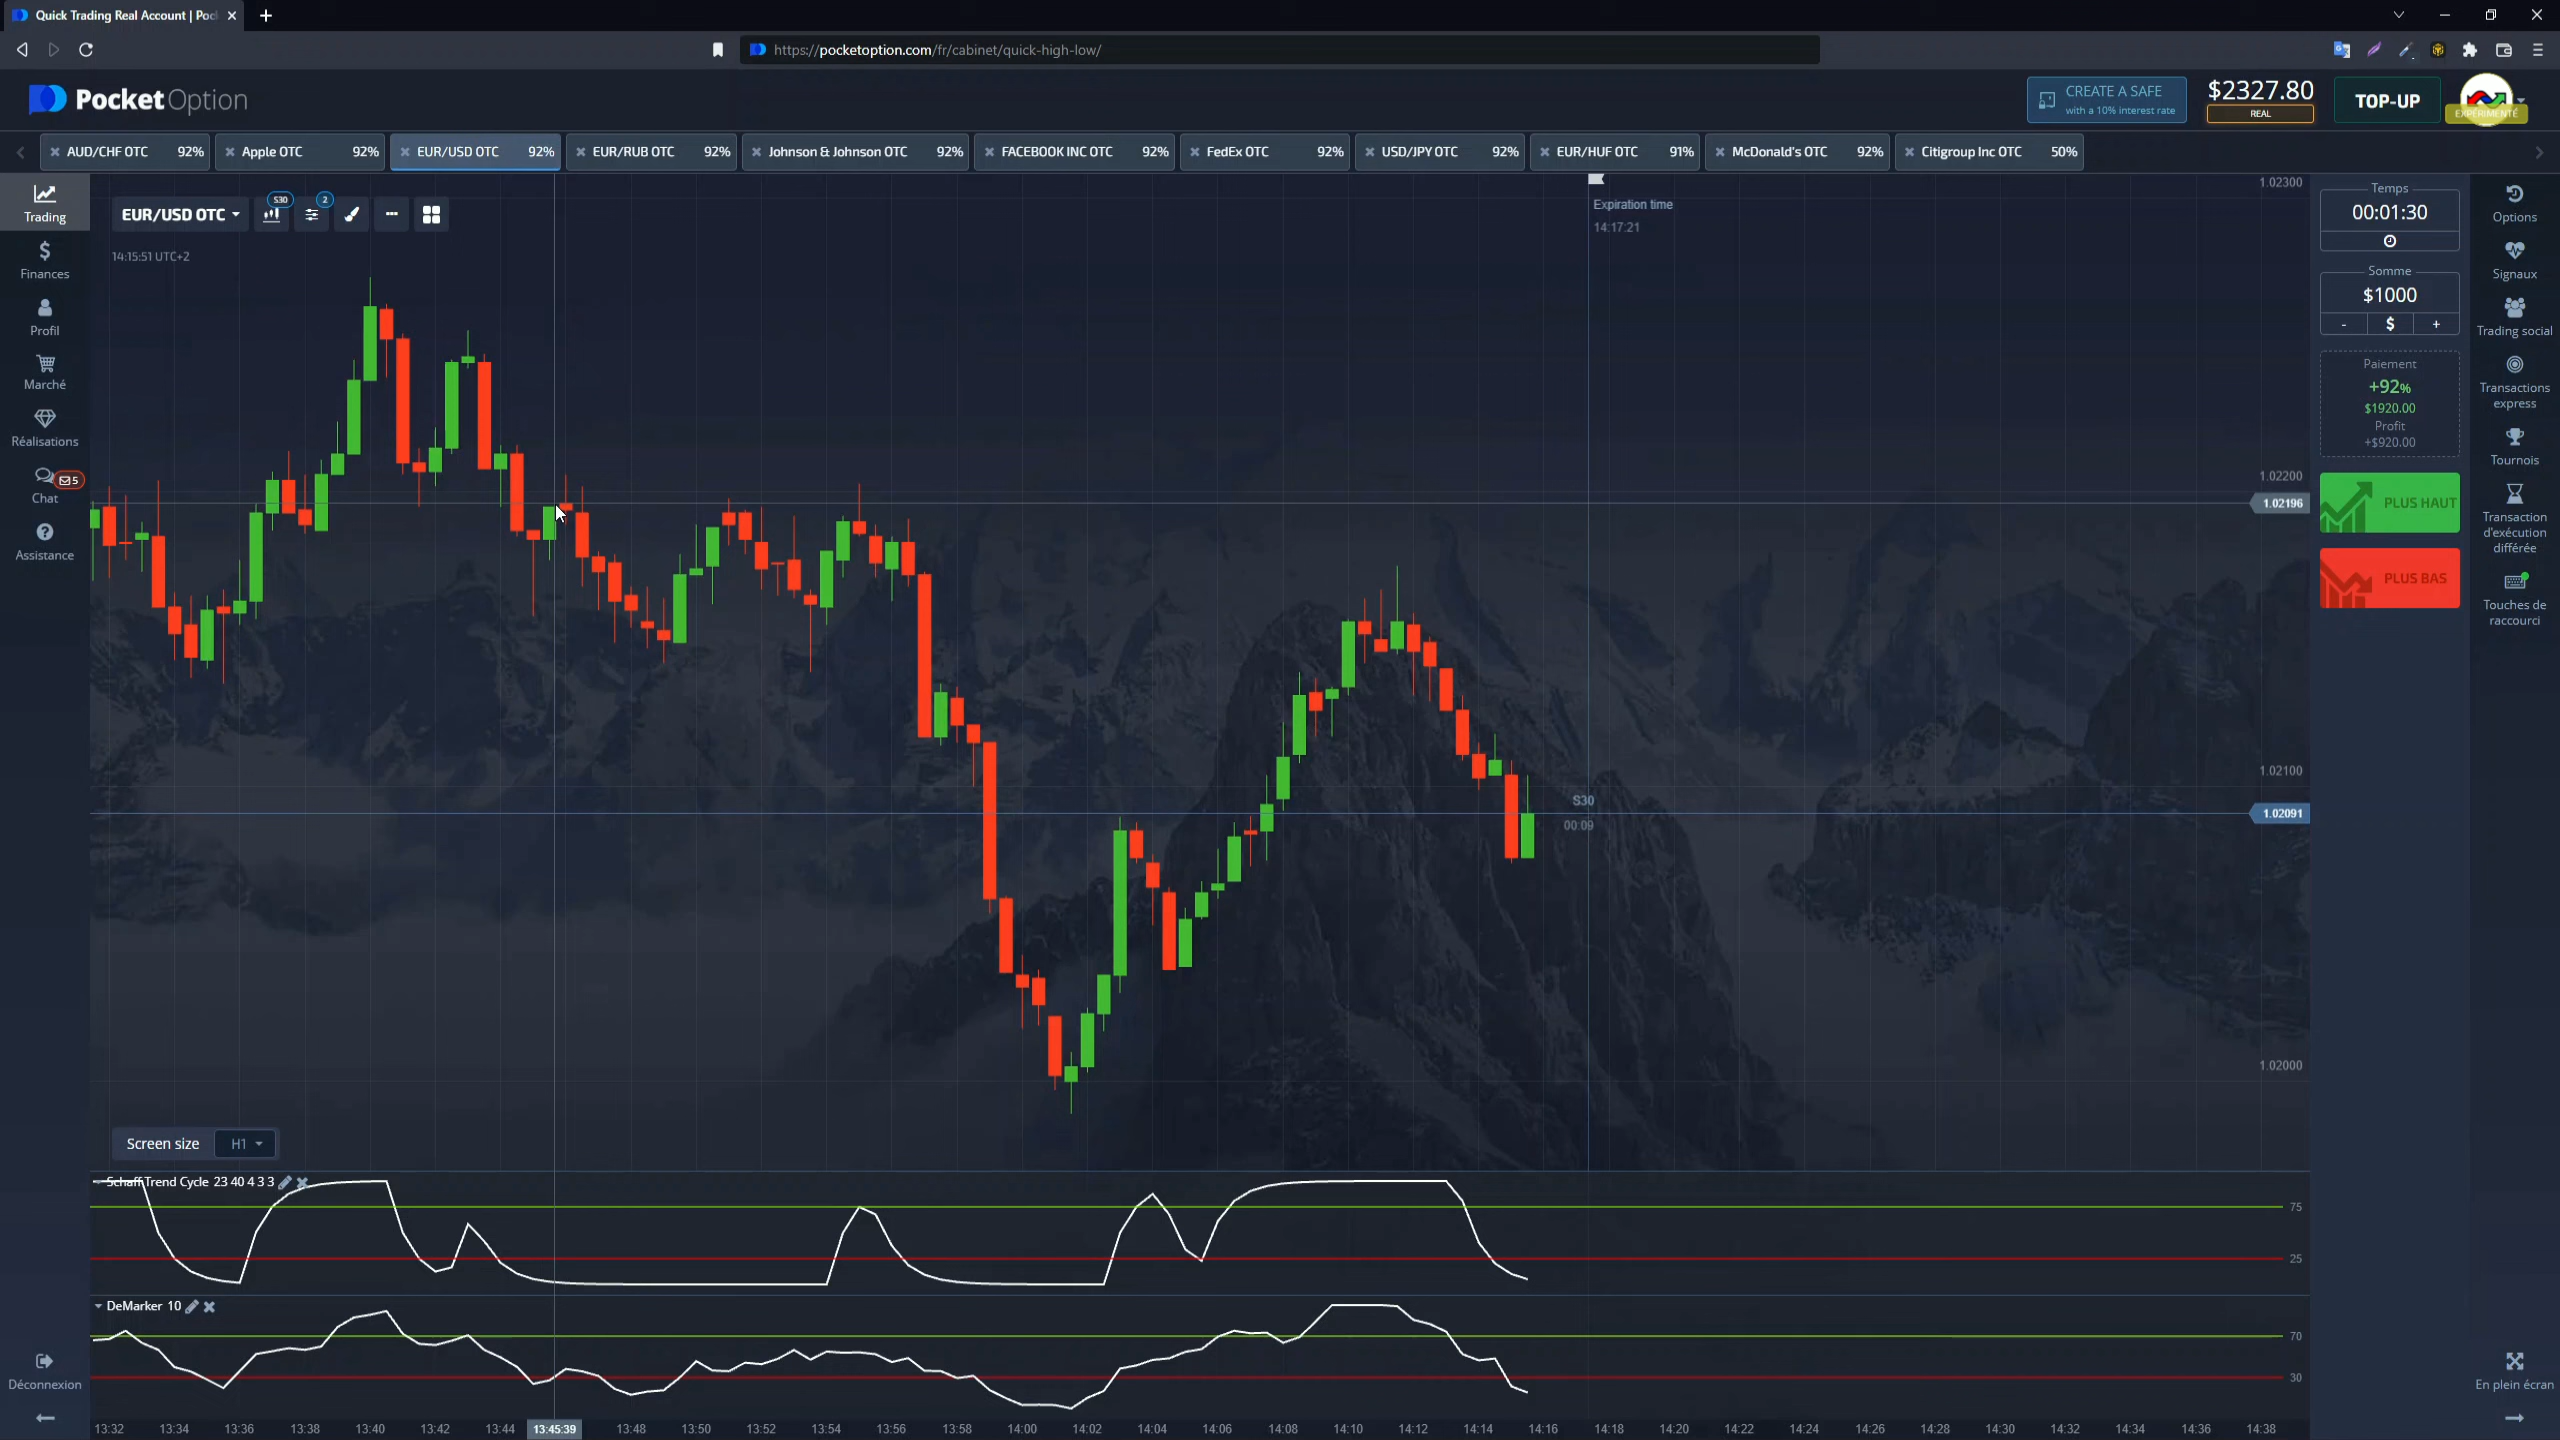 Quick Trading Real Account | Poc
https://pocketoption.com/fr/cabinet/quick-high-low/
PocketOption
CREATE A SAFE
with a 10% interest rate
$2327.80
REAL
TOP-UP
EXPÉRIMENTÉ
AUD/CHF OTC 92%
Apple OTC 92%
EUR/USD OTC 92%
EUR/RUB OTC 92%
Johnson & Johnson OTC 92%
FACEBOOK INC OTC 92%
FedEx OTC 92%
USD/JPY OTC 92%
EUR/HUF OTC 91%
McDonald's OTC 92%
Citigroup Inc OTC 50%
Trading
Finances
Profil
Marché
Réalisations
5
Chat
Assistance
Déconnexion
EUR/USD OTC
S30
2
14:15:51 UTC+2
Expiration time
14:17:21
1.02300
1.02200
1.02196
1.02100
1.02091
1.02000
S30
00:09
Screen size H1
Schaff Trend Cycle 23 40 4 3 3
75
25
DeMarker 10
70
30
13:32 13:34 13:36 13:38 13:40 13:42 13:44 13:45:39 13:48 13:50 13:52 13:54 13:56 13:58 14:00 14:02 14:04 14:06 14:08 14:10 14:12 14:14 14:16 14:18 14:20 14:22 14:24 14:26 14:28 14:30 14:32 14:34 14:36 14:38
Temps
00:01:30
Somme
$1000
- $ +
Paiement
+92%
$1920.00
Profit
+$920.00
PLUS HAUT
PLUS BAS
Options
Signaux
Trading social
Transactions
express
Tournois
Transaction
d'exécution
différée
Touches de
raccourci
En plein écran